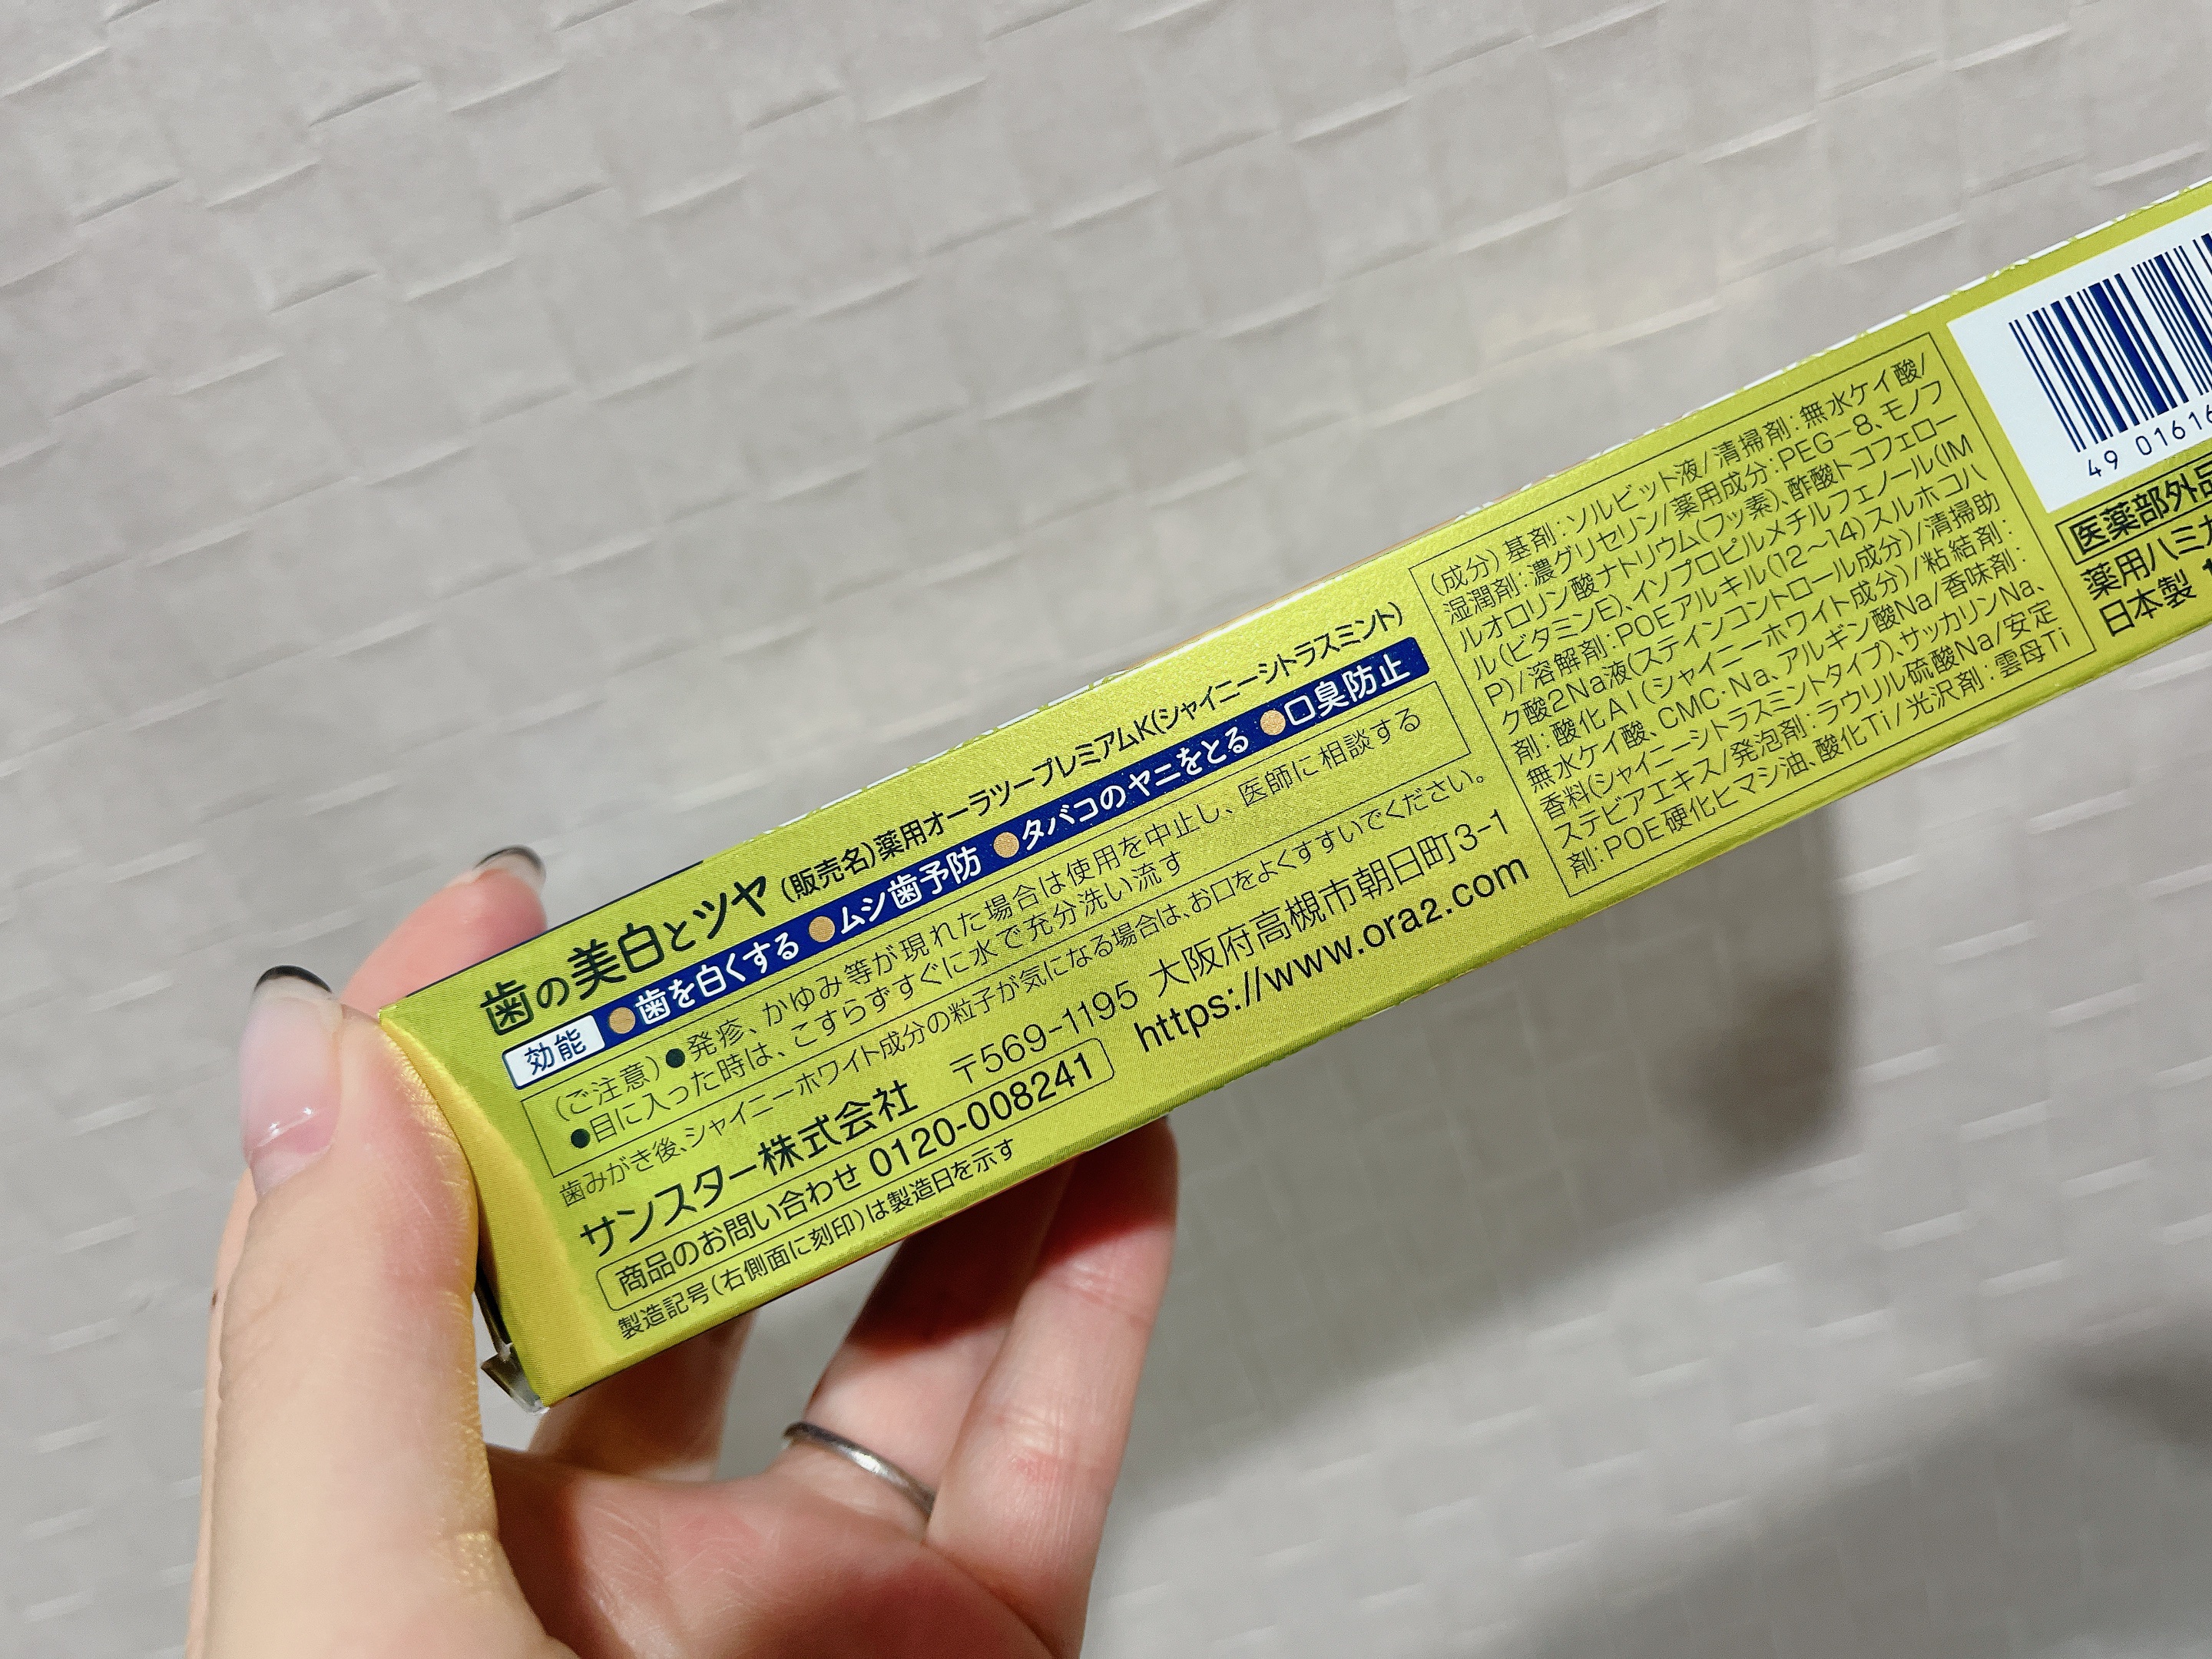 歯の美白とツヤ (販売名)薬用オーラツープレミアムK(シャイニーシトラスミント)
効能 ●歯を白くする ●ムシ歯予防 ●タバコのヤニをとる ●口臭防止
(ご注意)●発疹、かゆみ等が現れた場合は使用を中止し、医師に相談する
●目に入った時は、こすらずすぐに水で充分洗い流す
歯みがき後、シャイニーホワイト成分の粒子が気になる場合は、お口をよくすすいでください。
サンスター株式会社 〒569-1195 大阪府高槻市朝日町3-1
商品のお問い合わせ 0120-008241 https://www.ora2.com
製造記号(右側面に刻印)は製造日を示す
(成分)基剤:ソルビット液/清掃剤:無水ケイ酸/
湿潤剤:濃グリセリン/薬用成分:PEG-8、モノフ
ルオロリン酸ナトリウム(フッ素)、酢酸トコフェロー
ル(ビタミンE)、イソプロピルメチルフェノール(IM
P)/溶解剤:POEアルキル(12~14)スルホコハ
ク酸2Na液(ステインコントロール成分)/清掃助
剤:酸化Al(シャイニーホワイト成分)/粘結剤:
無水ケイ酸、CMC・Na、アルギン酸Na/香味剤:
香料(シャイニーシトラスミントタイプ)、サッカリンNa、
ステビアエキス/発泡剤:ラウリル硫酸Na/安定
剤:POE硬化ヒマシ油、酸化Ti/光沢剤:雲母Ti
49 01616
医薬部外品
薬用ハミガ
日本製